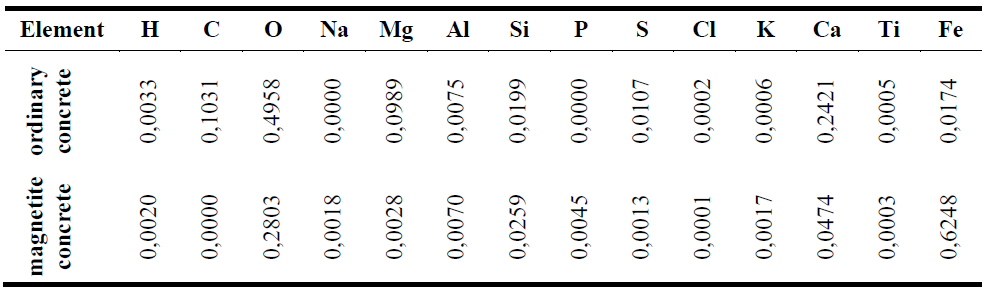 Element H C O Na Mg Al Si P S Cl K Ca Ti Fe
ordinary
concrete
0,0033 0,1031 0,4958 0,0000 0,0989 0,0075 0,0199 0,0000 0,0107 0,0002 0,0006 0,2421 0,0005 0,0174
magnetite
concrete
0,0020 0,0000 0,2803 0,0018 0,0028 0,0070 0,0259 0,0045 0,0013 0,0001 0,0017 0,0474 0,0003 0,6248